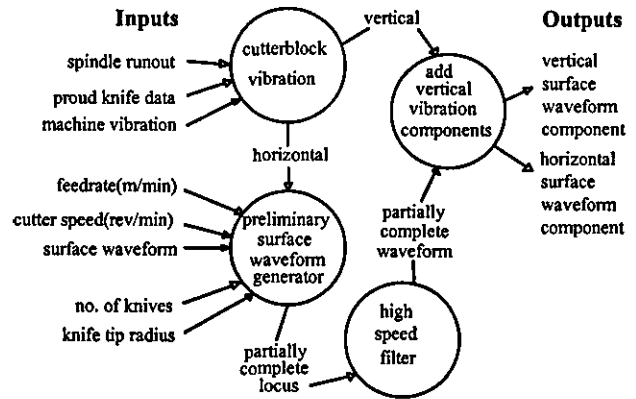 Inputs
spindle runout
proud knife data
machine vibration
cutterblock
vibration
vertical
horizontal
feedrate(m/min)
cutter speed(rev/min)
surface waveform
no. of knives
knife tip radius
preliminary
surface
waveform
generator
partially
complete
locus
high
speed
filter
partially
complete
waveform
add
vertical
vibration
components
Outputs
vertical
surface
waveform
component
horizontal
surface
waveform
component